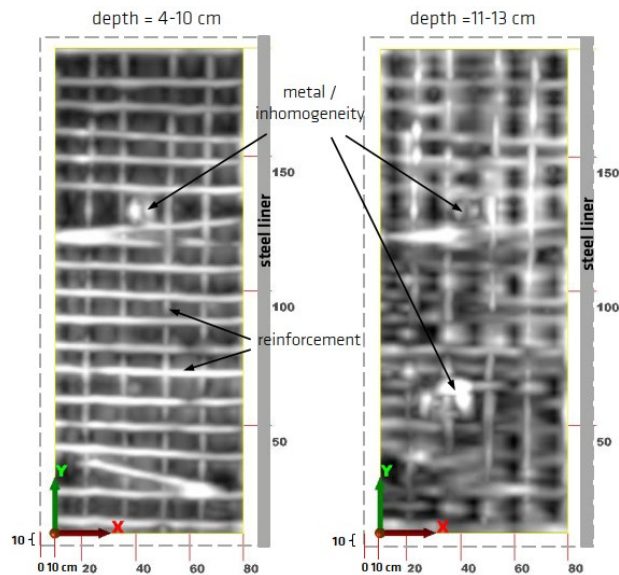 depth = 4-10 cm
depth =11-13 cm
metal /
inhomogeneity
150
150
steel liner
steel liner
100
100
reinforcement
50
50
Y
Y
X
X
10 {
10 {
0 10 cm 20 40 60 80
0 10 cm 20 40 60 80